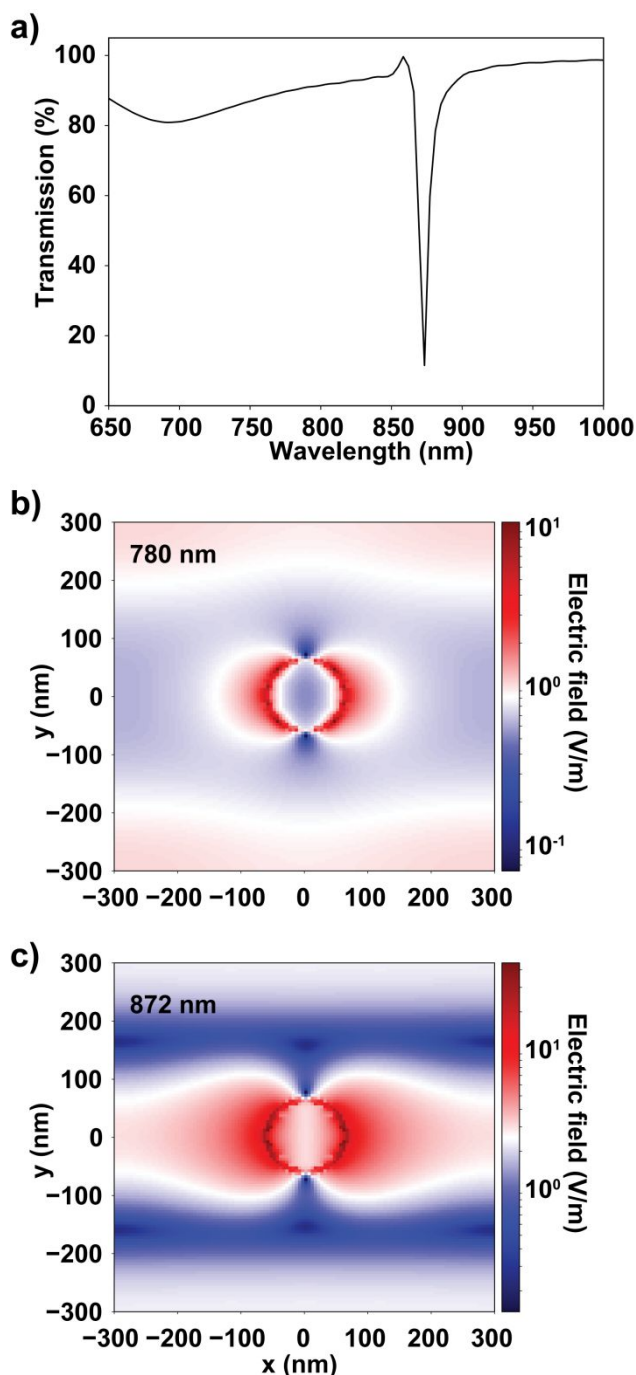 a)
100
80
60
40
20
0
Transmission (%)
650 700 750 800 850 900 950 1000
Wavelength (nm)
b)
780 nm
300
200
100
0
−100
−200
−300
y (nm)
−300 −200 −100 0 100 200 300
10¹
10⁰
10⁻¹
Electric field (V/m)
c)
872 nm
300
200
100
0
−100
−200
−300
y (nm)
−300 −200 −100 0 100 200 300
x (nm)
10¹
10⁰
Electric field (V/m)